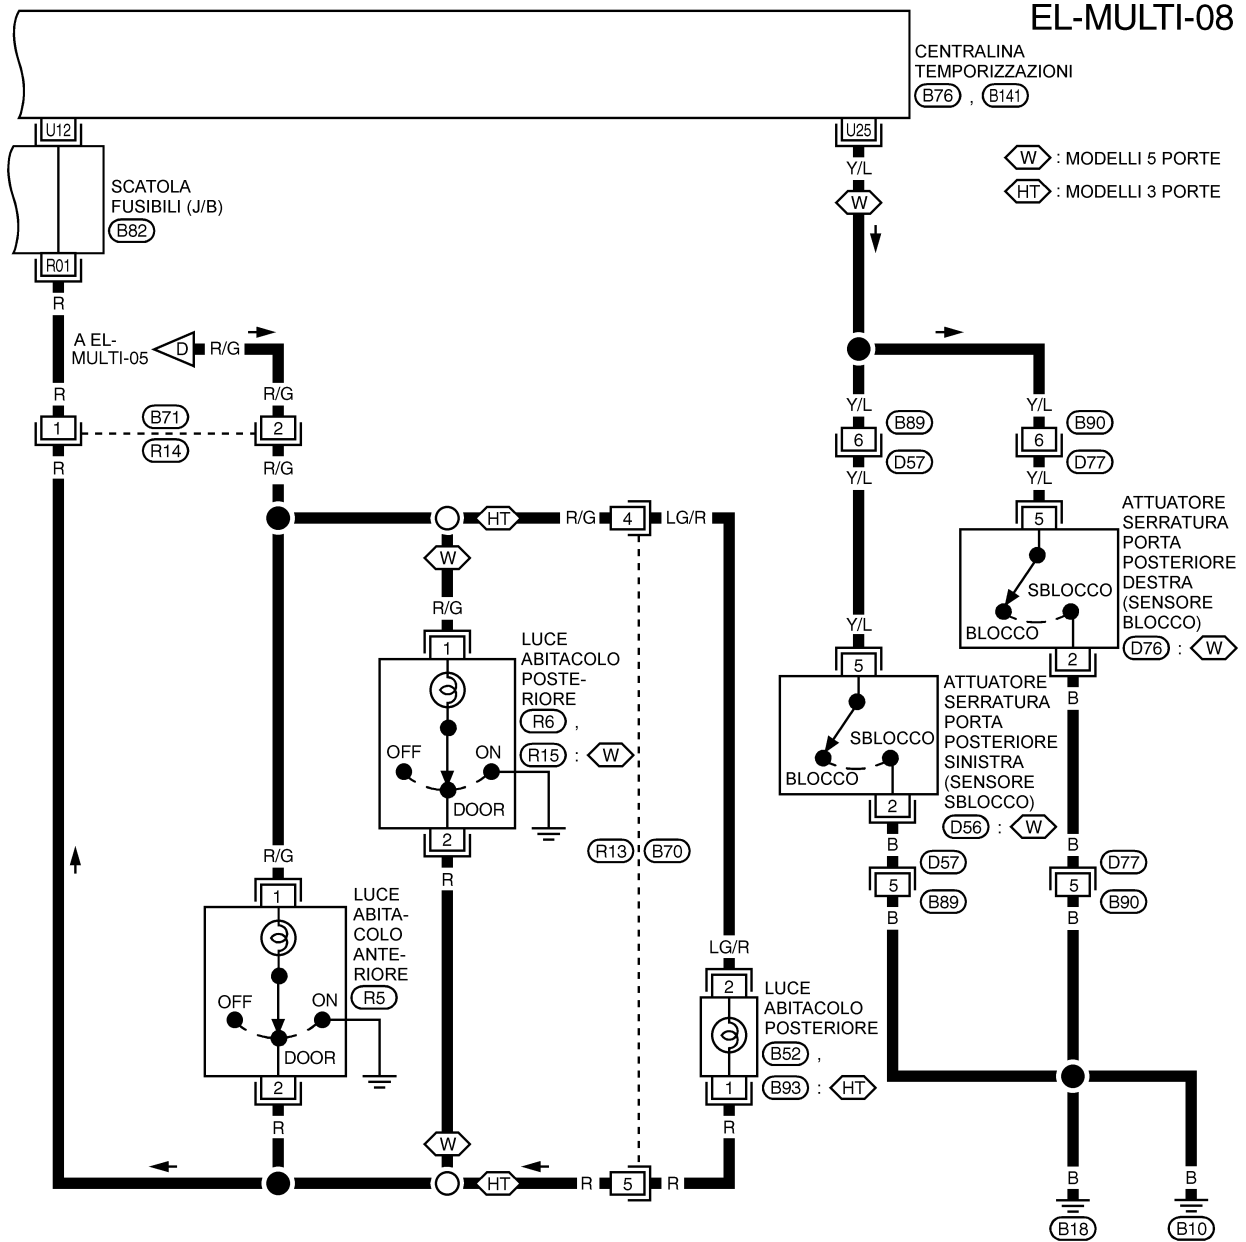 EL-MULTI-08
CENTRALINA
TEMPORIZZAZIONI
B76 , B141
U12
U25
W : MODELLI 5 PORTE
HT : MODELLI 3 PORTE
Y/L
W
SCATOLA
FUSIBILI (J/B)
B82
R01
R
A EL-
MULTI-05
D
R/G
R
R/G
Y/L
Y/L
1
B71
R14
2
6
B89
D57
6
B90
D77
R
R/G
Y/L
Y/L
HT
R/G
4
LG/R
5
ATTUATORE
SERRATURA
PORTA
POSTERIORE
DESTRA
(SENSORE
BLOCCO)
D76 : W
SBLOCCO
BLOCCO
2
B
W
R/G
Y/L
1
LUCE
ABITACOLO
POSTE-
RIORE
R6 ,
R15 : W
OFF
ON
DOOR
2
R
5
ATTUATORE
SERRATURA
PORTA
POSTERIORE
SINISTRA
(SENSORE
SBLOCCO)
D56 : W
SBLOCCO
BLOCCO
2
B
B
R13
B70
5
D57
B89
5
D77
B90
B
B
R/G
1
LUCE
ABITA-
COLO
ANTE-
RIORE
R5
OFF
ON
DOOR
2
R
LG/R
2
LUCE
ABITACOLO
POSTERIORE
B52 ,
B93 : HT
1
R
W
HT
R
5
R
B
B
B18
B10